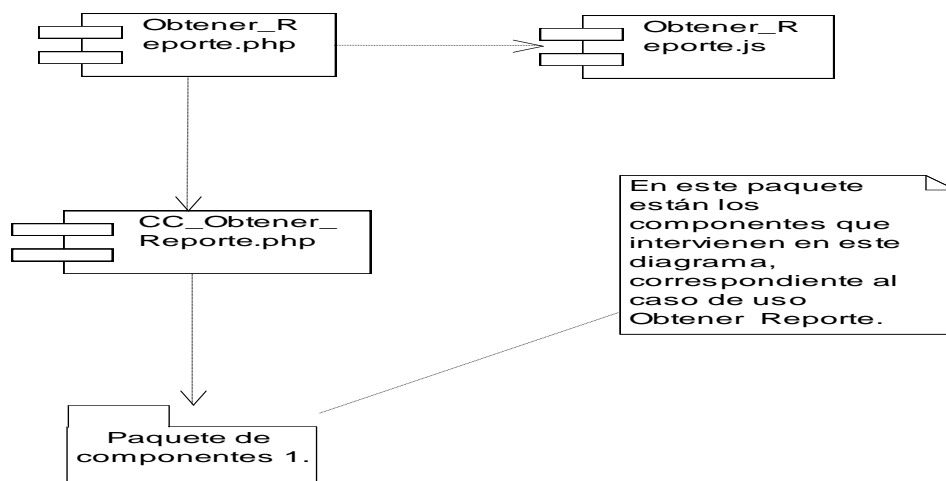 Obtener_R
eporte.php
Obtener_R
eporte.js
CC_Obtener_
Reporte.php
En este paquete
están los
componentes que
intervienen en este
diagrama,
correspondiente al
caso de uso
Obtener Reporte.
Paquete de
componentes 1.